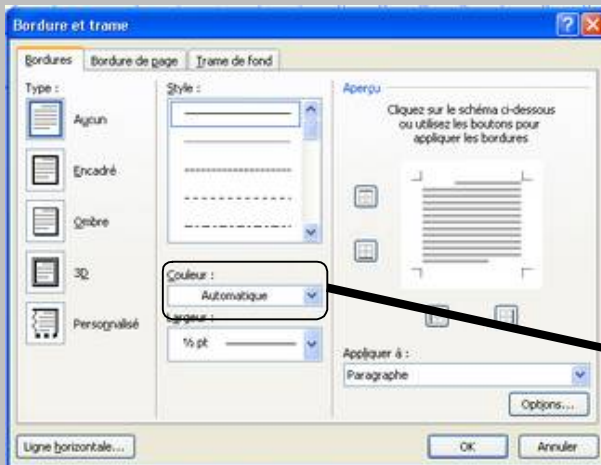 Bordure et trame
Bordures Bordure de page Trame de fond
Type :
Aucun
Encadré
Ombre
3D
Personnalisé
Style :
Couleur :
Automatique
Largeur :
½ pt
Aperçu
Cliquez sur le schéma ci-dessous
ou utilisez les boutons pour
appliquer les bordures
Appliquer à :
Paragraphe
Options...
Ligne horizontale...
OK Annuler